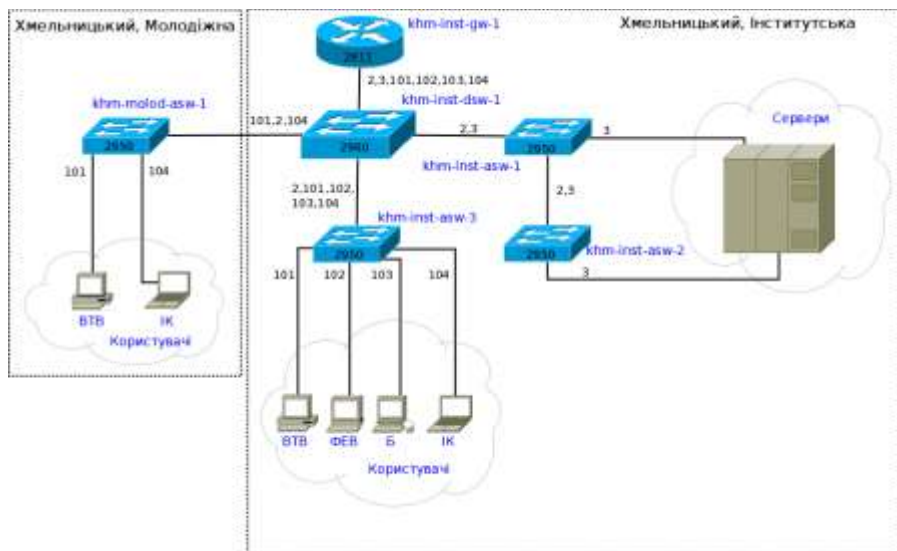 Хмельницький, Молодіжна
Хмельницький, Інститутська
khm-inst-gw-1
2811
2,3,101,102,103,104
khm-molod-asw-1
khm-inst-dsw-1
Сервери
101,2,104
2,3
3
2950
2960
2950
khm-inst-asw-1
101
104
2,101,102,
103,104
2,3
khm-inst-asw-3
2950
2950
khm-inst-asw-2
3
101
102
103
104
ВТВ
ІК
Користувачі
ВТВ
ФЕВ
Б
ІК
Користувачі